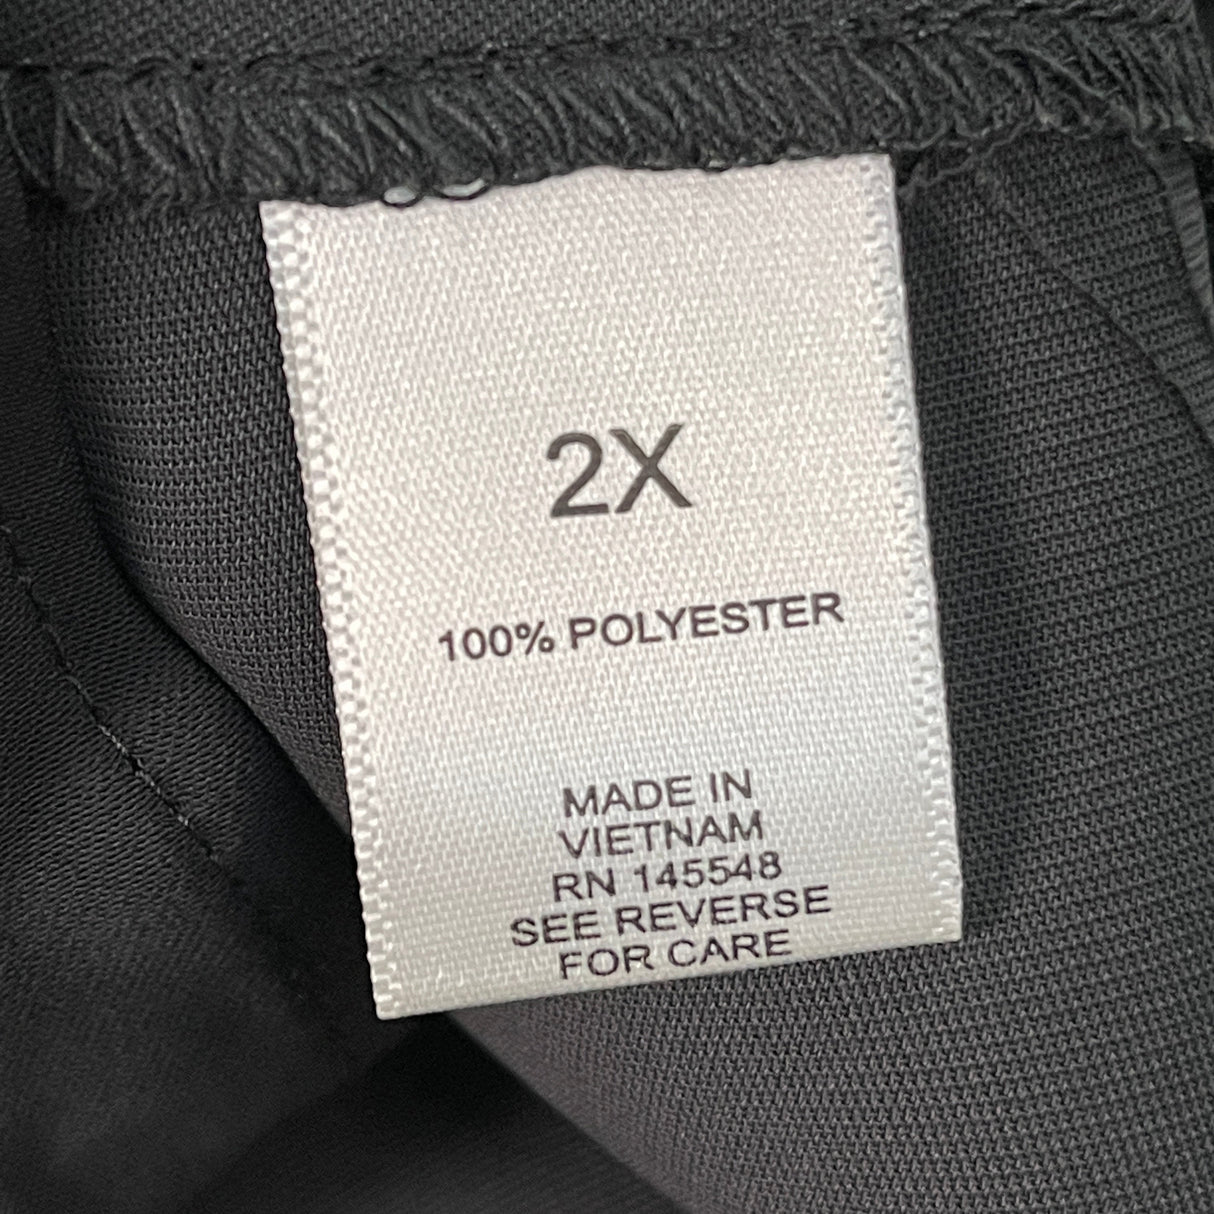 2X
100% POLYESTER
MADE IN
VIETNAM
RN 145548
SEE REVERSE
FOR CARE